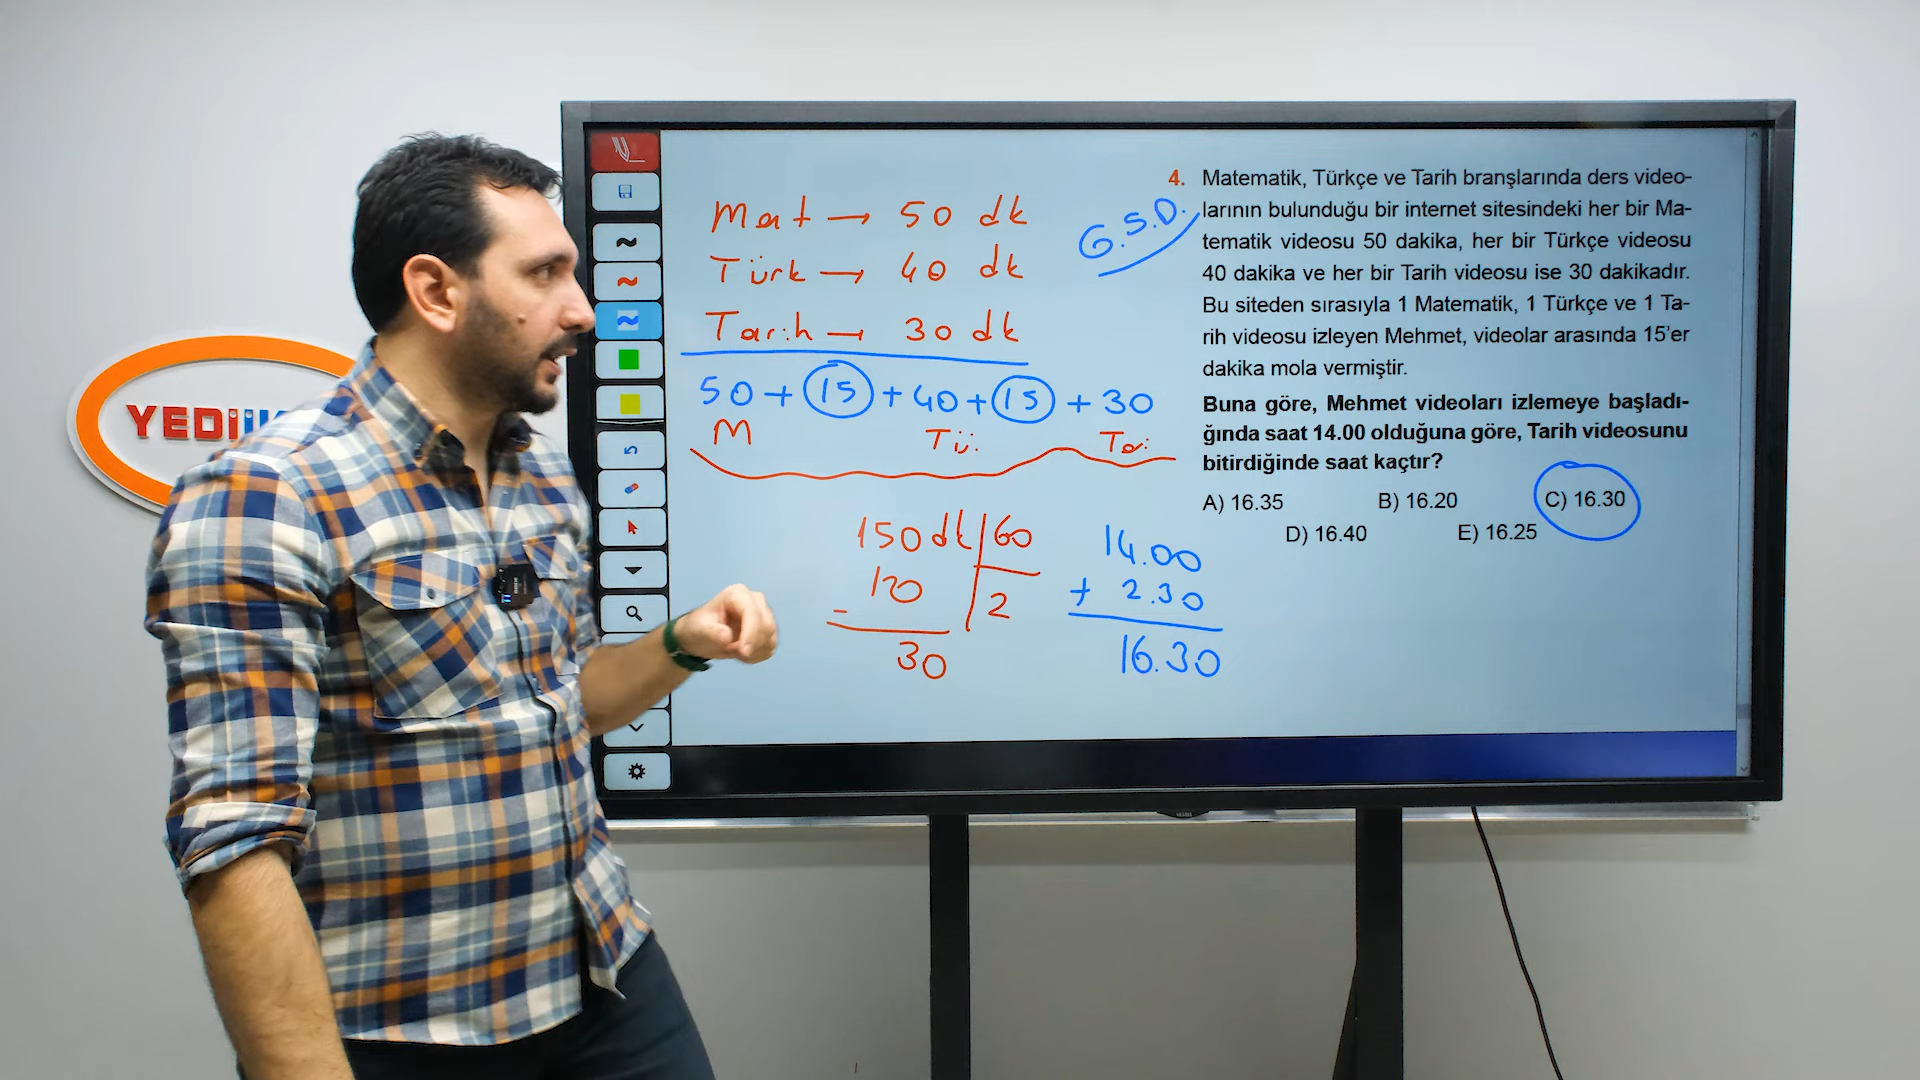 YEDİİK
Mat → 50 dk
Türk → 40 dk
Tarih → 30 dk
50 + 15 + 40 + 15 + 30
M Tü. Ta:
150 dk 60
120 2
-
30
14.00
+ 2.30
16.30
G.S.D.
4. Matematik, Türkçe ve Tarih branşlarında ders video-
larının bulunduğu bir internet sitesindeki her bir Ma-
tematik videosu 50 dakika, her bir Türkçe videosu
40 dakika ve her bir Tarih videosu ise 30 dakikadır.
Bu siteden sırasıyla 1 Matematik, 1 Türkçe ve 1 Ta-
rih videosu izleyen Mehmet, videolar arasında 15'er
dakika mola vermiştir.
Buna göre, Mehmet videoları izlemeye başladı-
ğında saat 14.00 olduğuna göre, Tarih videosunu
bitirdiğinde saat kaçtır?
A) 16.35 B) 16.20 C) 16.30
D) 16.40 E) 16.25